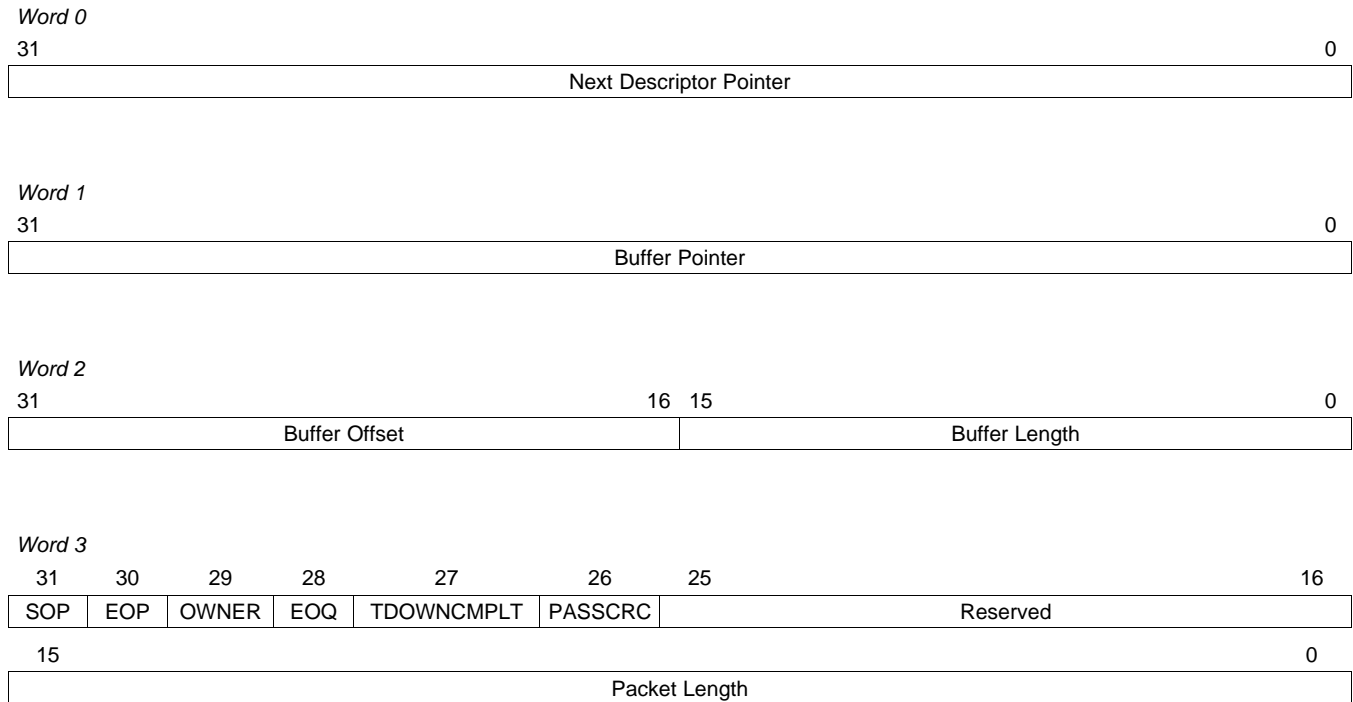 Word 0
31 0
Next Descriptor Pointer
Word 1
31 0
Buffer Pointer
Word 2
31 16 15 0
Buffer Offset Buffer Length
Word 3
31 30 29 28 27 26 25 16
SOP EOP OWNER EOQ TDOWNCMPLT PASSCRC Reserved
15 0
Packet Length